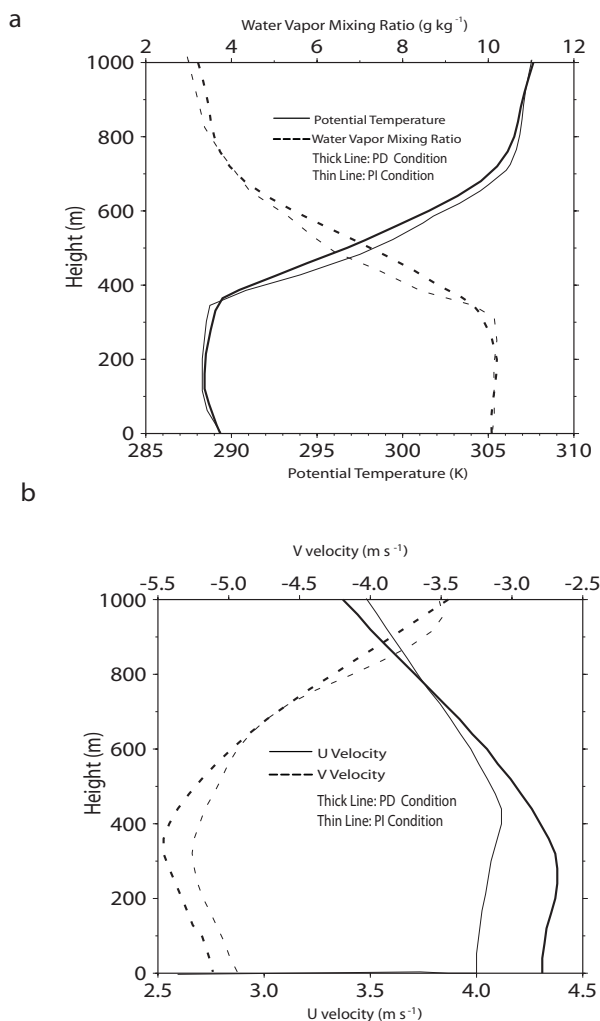 a
Water Vapor Mixing Ratio (g kg-1)
2 4 6 8 10 12
1000
800
600
400
200
0
Height (m)
Potential Temperature
Water Vapor Mixing Ratio
Thick Line: PD Condition
Thin Line: PI Condition
285 290 295 300 305 310
Potential Temperature (K)
b
V velocity (m s-1)
-5.5 -5.0 -4.5 -4.0 -3.5 -3.0 -2.5
1000
800
600
400
200
0
Height (m)
U Velocity
V Velocity
Thick Line: PD Condition
Thin Line: PI Condition
2.5 3.0 3.5 4.0 4.5
U velocity (m s-1)